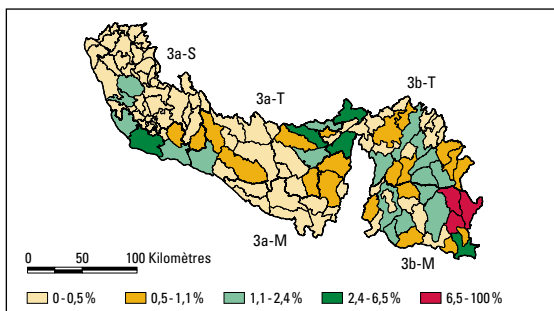 3a-S
3a-T
3b-T
3a-M
3b-M
0 50 100 Kilomètres
0 - 0,5 % 0,5 - 1,1 % 1,1 - 2,4 % 2,4 - 6,5 % 6,5 - 100 %